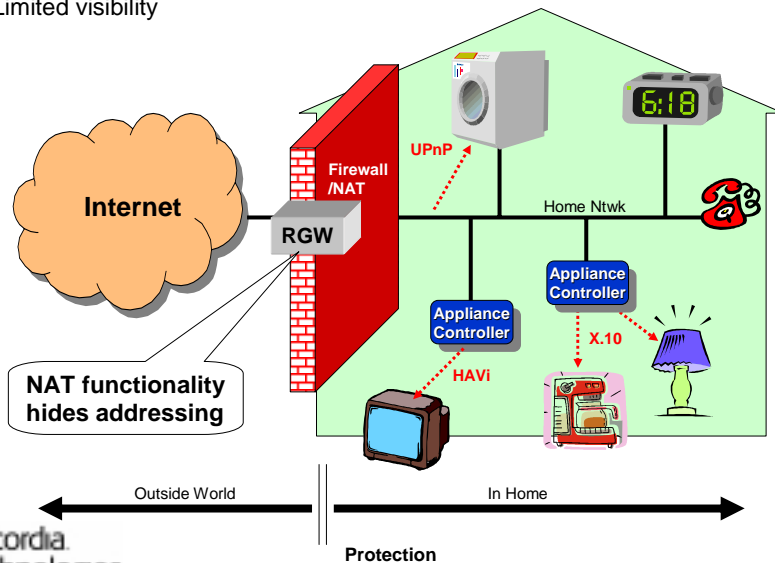 Limited visibility
6:18
UPnP
Firewall
/NAT
Internet
Home Ntwk
RGW
Appliance
Controller
Appliance
Controller
X.10
HAVi
NAT functionality
hides addressing
Outside World
In Home
Protection